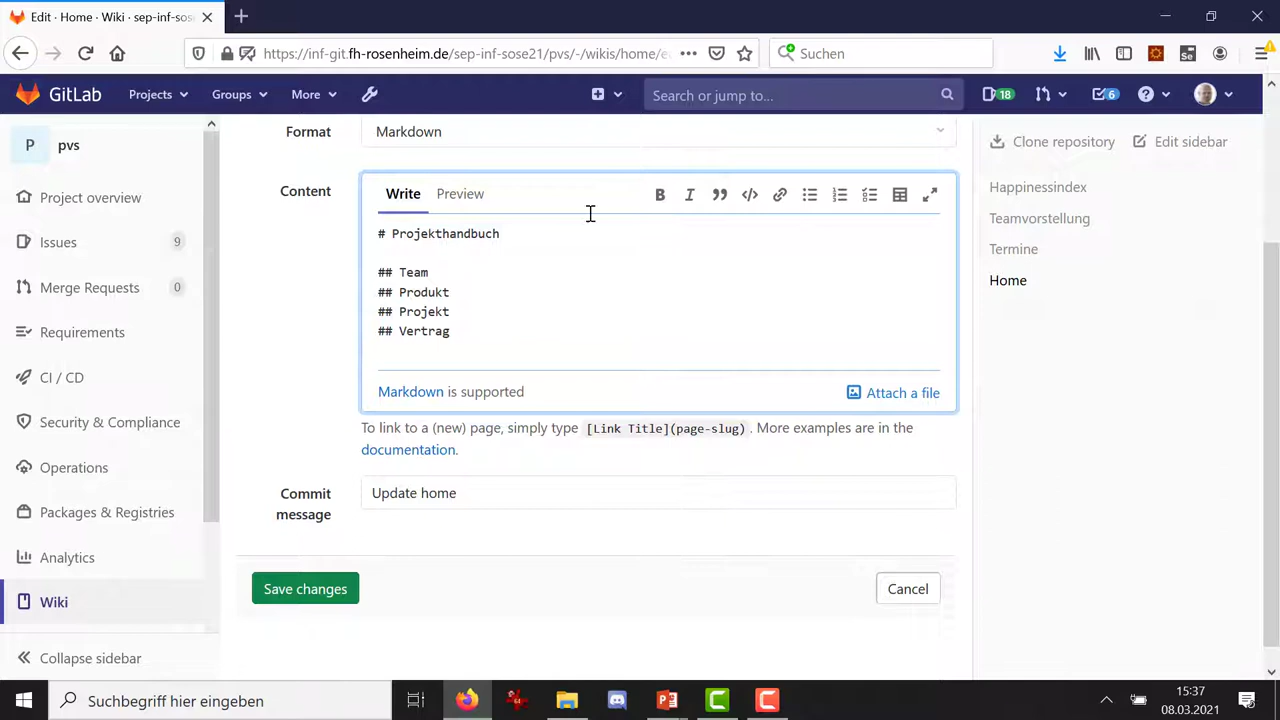 Edit · Home · Wiki · sep-inf-sos
https://inf-git.fh-rosenheim.de/sep-inf-sose21/pvs/-/wikis/home/e
Suchen
GitLab
Projects
Groups
More
Search or jump to...
18
6
P
pvs
Project overview
Issues
9
Merge Requests
0
Requirements
CI / CD
Security & Compliance
Operations
Packages & Registries
Analytics
Wiki
Collapse sidebar
Format
Markdown
Content
Write
Preview
# Projekthandbuch
## Team
## Produkt
## Projekt
## Vertrag
Markdown is supported
Attach a file
To link to a (new) page, simply type [Link Title](page-slug). More examples are in the
documentation.
Commit
message
Update home
Save changes
Cancel
Clone repository
Edit sidebar
Happinessindex
Teamvorstellung
Termine
Home
Suchbegriff hier eingeben
15:37
08.03.2021